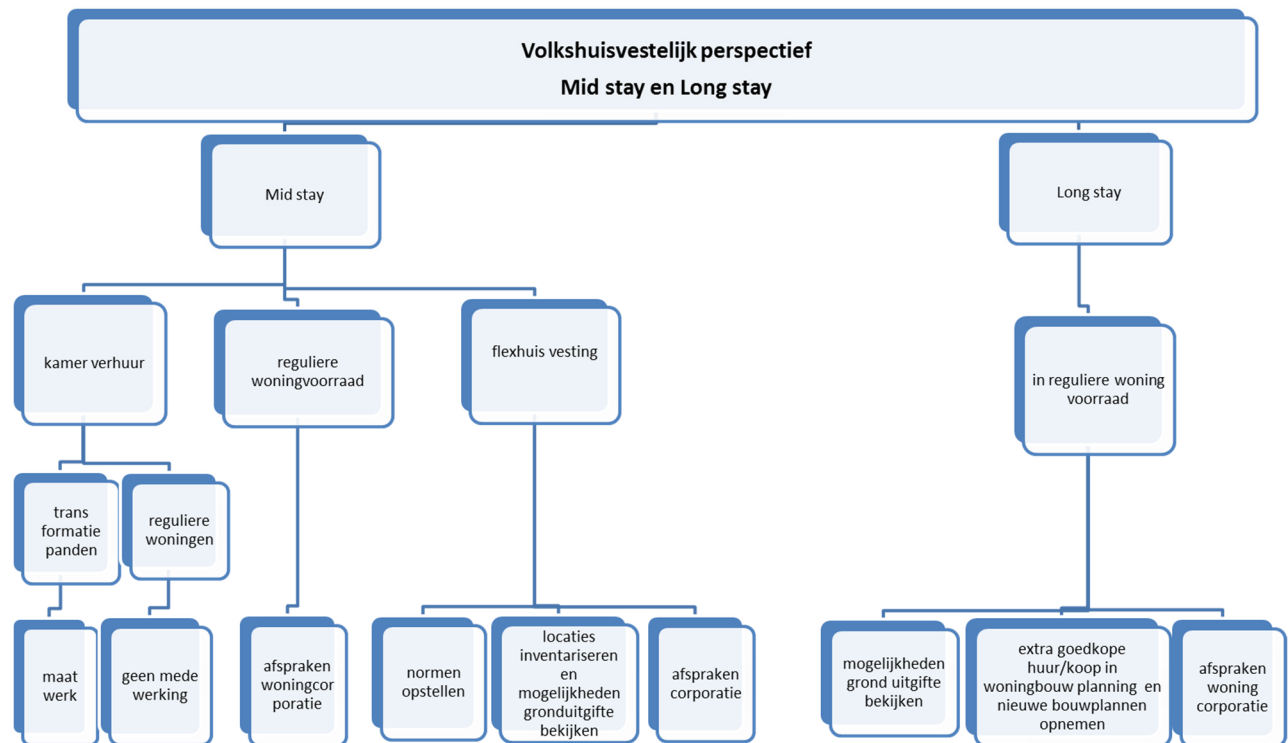 Volkshuisvestelijk perspectief
Mid stay en Long stay
Mid stay
Long stay
kamer verhuur
reguliere
woningvoorraad
flexhuis vesting
in reguliere woning
voorraad
trans
formatie
panden
reguliere
woningen
maat
werk
geen mede
werking
afspraken
woningcor
poratie
normen
opstellen
locaties
inventariseren
en
mogelijkheden
gronduitgifte
bekijken
afspraken
corporatie
mogelijkheden
grond uitgifte
bekijken
extra goedkope
huur/koop in
woningbouw planning en
nieuwe bouwplannen
opnemen
afspraken
woning
corporatie